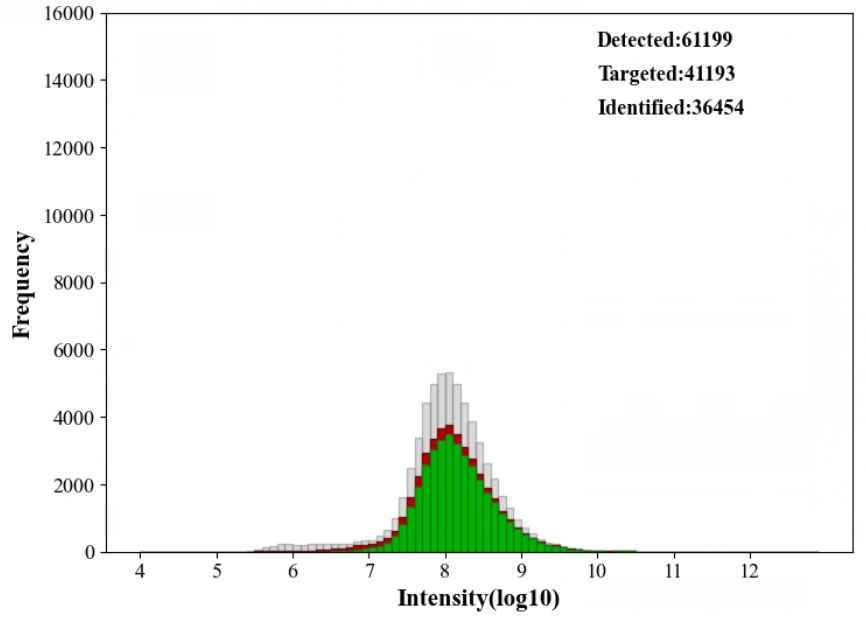 16000
Detected:61199
14000
Targeted:41193
Identified:36454
12000
10000
8000
6000
4000
2000
0
Frequency
4 5 6 7 8 9 10 11 12
Intensity(log10)